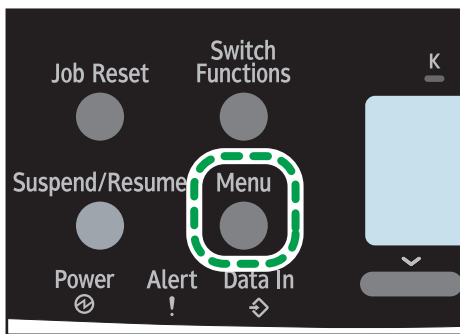 Switch
Functions
Job Reset
K
Suspend/Resume
Menu
Power
Alert
Data In
!